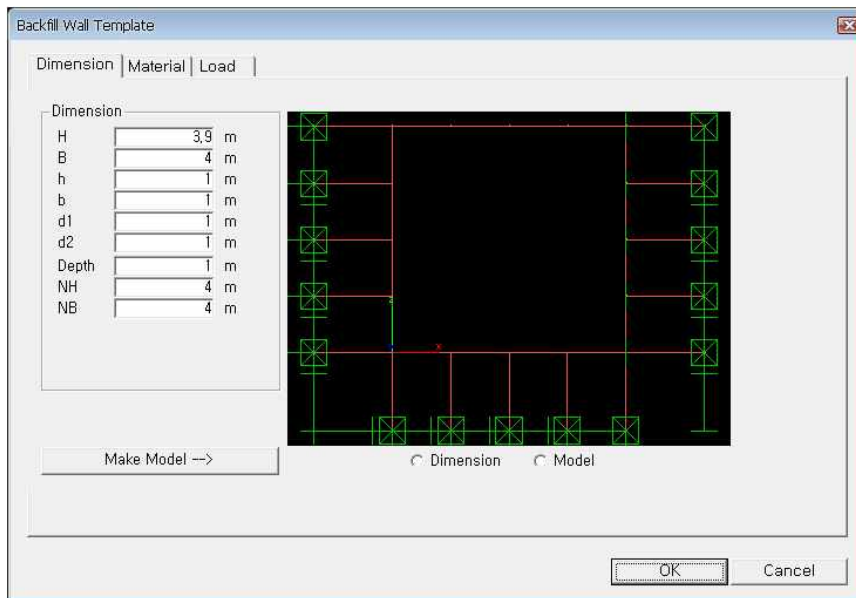 Backfill Wall Template
Dimension Material Load
Dimension
H 3,9 m
B 4 m
h 1 m
b 1 m
d1 1 m
d2 1 m
Depth 1 m
NH 4 m
NB 4 m
Make Model -->
Dimension Model
OK Cancel